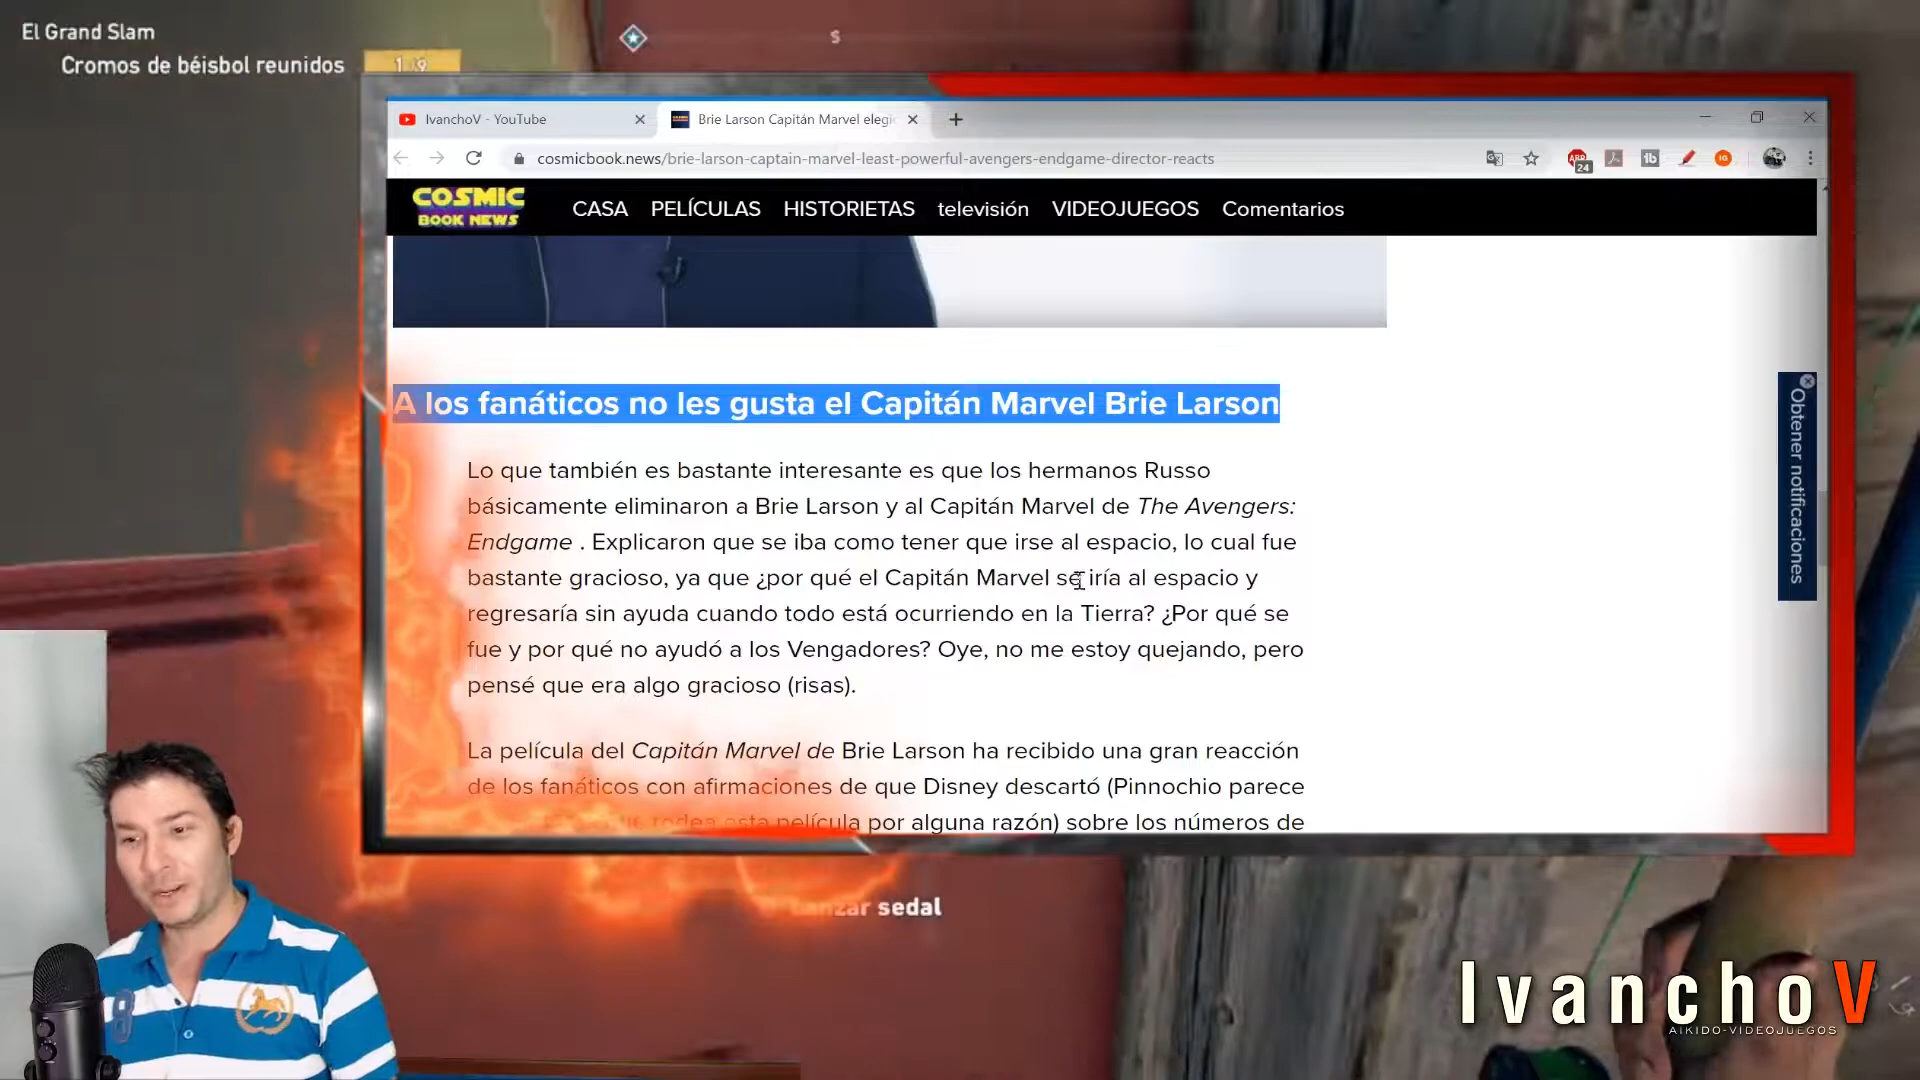 El Grand Slam
Cromos de béisbol reunidos 1/9
S
IvanchoV - YouTube
Brie Larson Capitán Marvel elegi
cosmicbook.news/brie-larson-captain-marvel-least-powerful-avengers-endgame-director-reacts
24
COSMIC
BOOK NEWS
CASA PELÍCULAS HISTORIETAS televisión VIDEOJUEGOS Comentarios
A los fanáticos no les gusta el Capitán Marvel Brie Larson
Obtener notificaciones
Lo que también es bastante interesante es que los hermanos Russo
básicamente eliminaron a Brie Larson y al Capitán Marvel de The Avengers:
Endgame . Explicaron que se iba como tener que irse al espacio, lo cual fue
bastante gracioso, ya que ¿por qué el Capitán Marvel se iría al espacio y
regresaría sin ayuda cuando todo está ocurriendo en la Tierra? ¿Por qué se
fue y por qué no ayudó a los Vengadores? Oye, no me estoy quejando, pero
pensé que era algo gracioso (risas).
La película del Capitán Marvel de Brie Larson ha recibido una gran reacción
de los fanáticos con afirmaciones de que Disney descartó (Pinnochio parece
rodea esta película por alguna razón) sobre los números de
Lanzar sedal
8
IvanchoV
AIKIDO-VIDEOJUEGOS